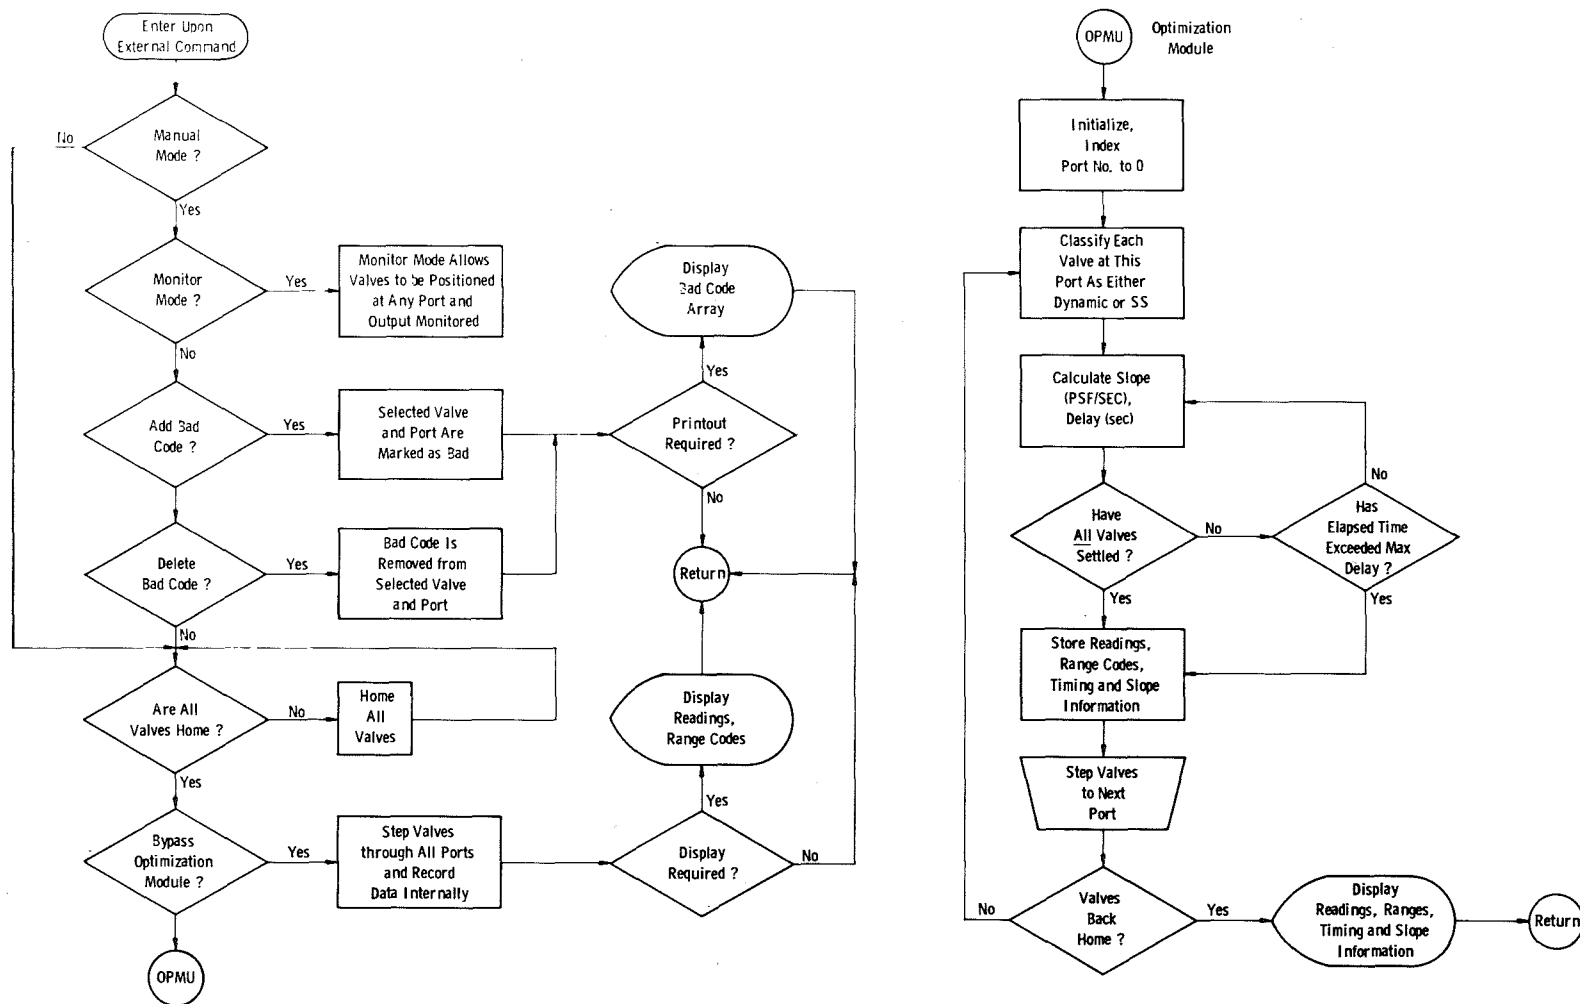 Enter Upon
External Command
Manual
Mode ?
No
Yes
Monitor
Mode ?
Yes
Monitor Mode Allows
Valves to be Positioned
at Any Port and
Output Monitored
No
Add Bad
Code ?
Yes
Selected Valve
and Port Are
Marked as Bad
Delete
Bad Code ?
Yes
Bad Code Is
Removed from
Selected Valve
and Port
No
Are All
Valves Home ?
No
Home
All
Valves
Yes
Bypass
Optimization
Module ?
Yes
Step Valves
through All Ports
and Record
Data Internally
OPMU
Display
Bad Code
Array
Yes
Printout
Required ?
No
Return
Display
Readings,
Range Codes
Yes
Display
Required ?
No
OPMU
Optimization
Module
Initialize,
Index
Port No. to 0
Classify Each
Valve at This
Port As Either
Dynamic or SS
Calculate Slope
(PSF/SEC),
Delay (sec)
Have
All Valves
Settled ?
No
Has
Elapsed Time
Exceeded Max
Delay ?
No
Yes
Yes
Store Readings,
Range Codes,
Timing and Slope
Information
Step Valves
to Next
Port
Valves
Back
Home ?
No
Yes
Display
Readings, Ranges,
Timing and Slope
Information
Return